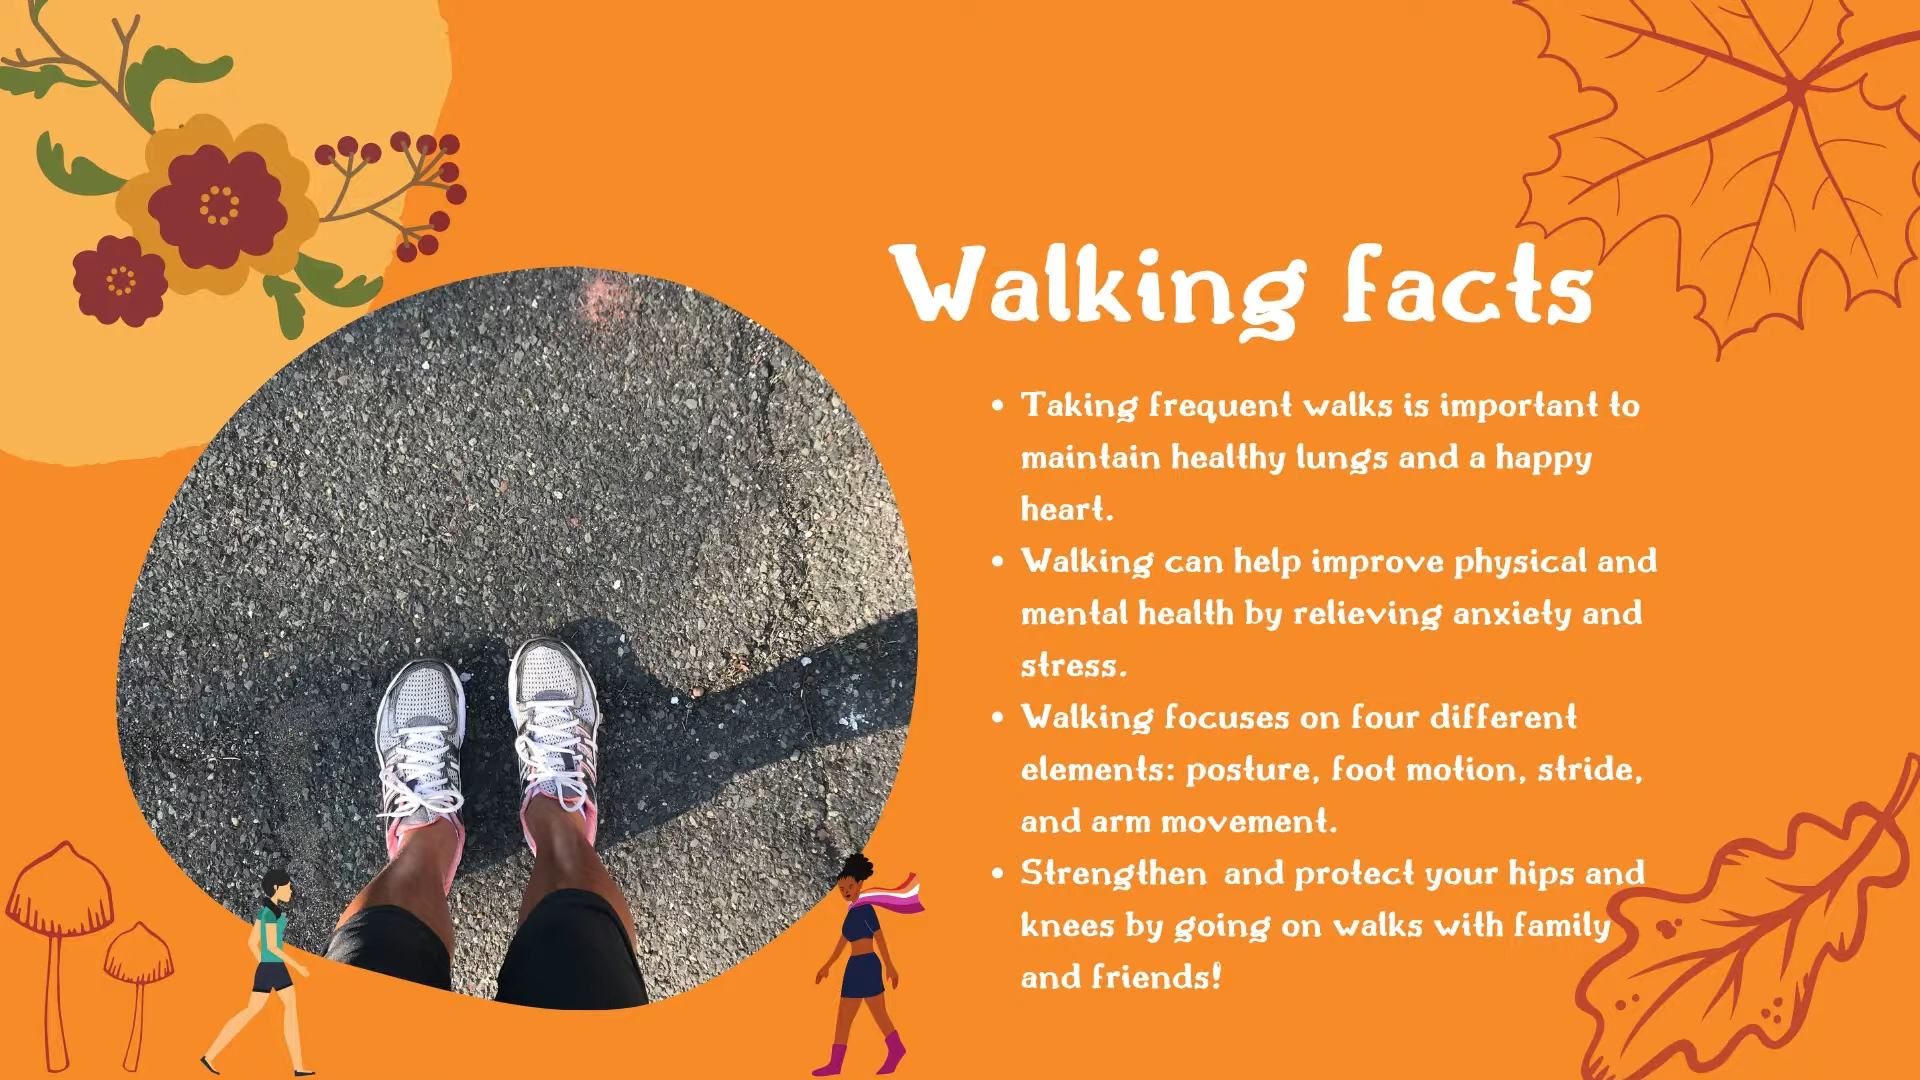 Walking facts
• Taking frequent walks is important to
maintain healthy lungs and a happy
heart.
• Walking can help improve physical and
mental health by relieving anxiety and
stress.
• Walking focuses on four different
elements: posture, foot motion, stride,
and arm movement.
• Strengthen and protect your hips and
knees by going on walks with family
and friends!